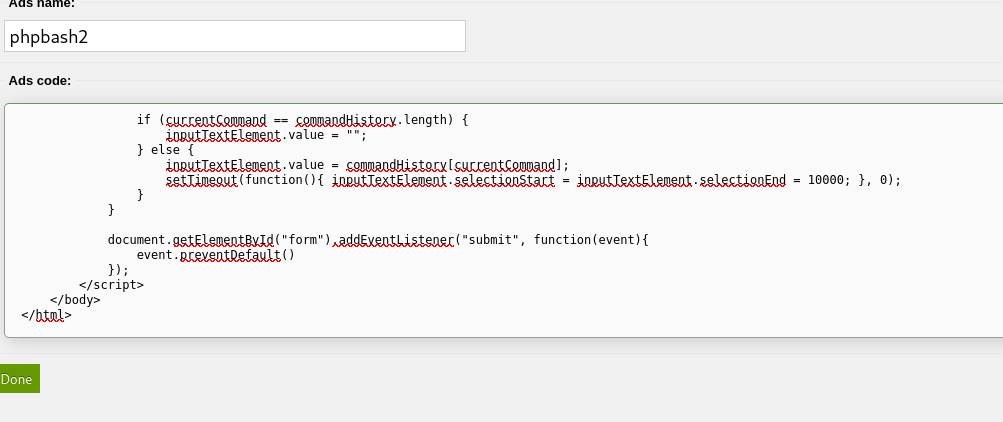 Ads name:
phpbash2
Ads code:
if (currentCommand == commandHistory.length) {
inputTextElement.value = "";
} else {
inputTextElement.value = commandHistory[currentCommand];
setTimeout(function(){ inputTextElement.selectionStart = inputTextElement.selectionEnd = 10000; }, 0);
}
}
document.getElementById("form").addEventListener("submit", function(event){
event.preventDefault()
});
</script>
</body>
</html>
Done